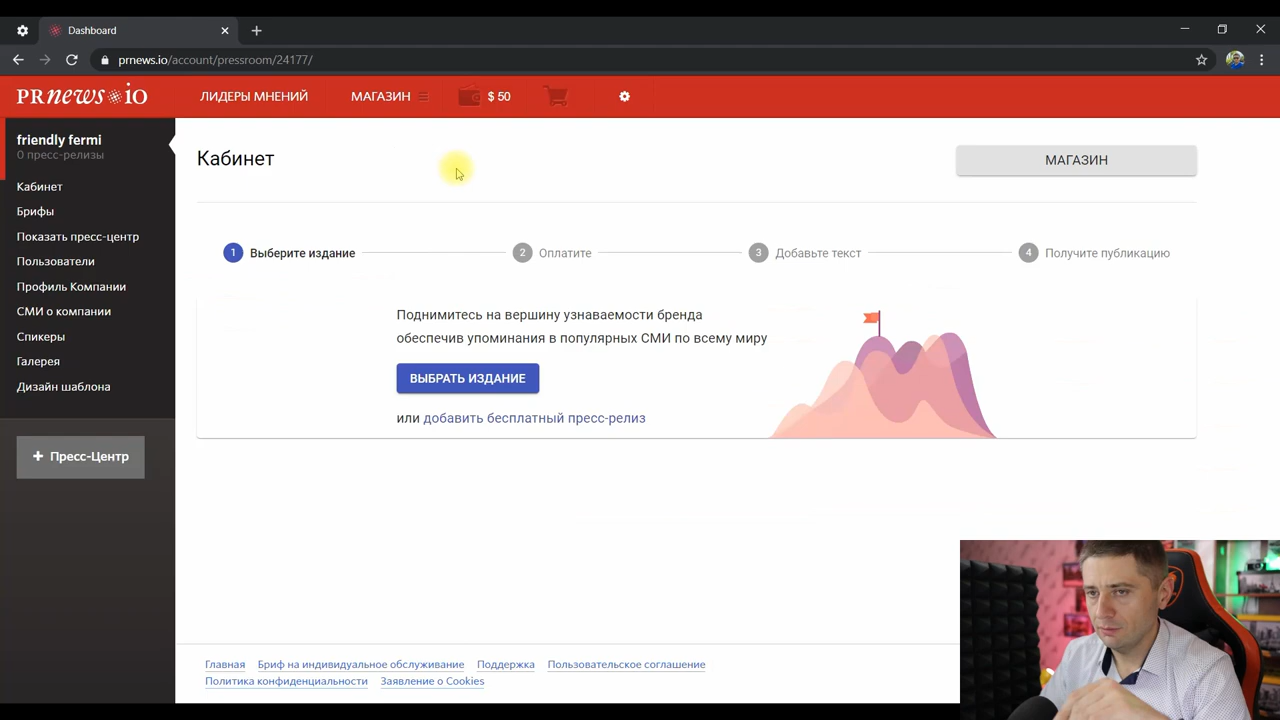 Dashboard
prnews.io/account/pressroom/24177/
PRnews IO
ЛИДЕРЫ МНЕНИЙ
МАГАЗИН
$ 50
friendly fermi
0 пресс-релизы
Кабинет
Брифы
Показать пресс-центр
Пользователи
Профиль Компании
СМИ о компании
Спикеры
Галерея
Дизайн шаблона
+ Пресс-Центр
Кабинет
МАГАЗИН
1 Выберите издание
2 Оплатите
3 Добавьте текст
4 Получите публикацию
Поднимитесь на вершину узнаваемости бренда
обеспечив упоминания в популярных СМИ по всему миру
ВЫБРАТЬ ИЗДАНИЕ
или добавить бесплатный пресс-релиз
Главная Бриф на индивидуальное обслуживание Поддержка Пользовательское соглашение
Политика конфиденциальности Заявление о Cookies